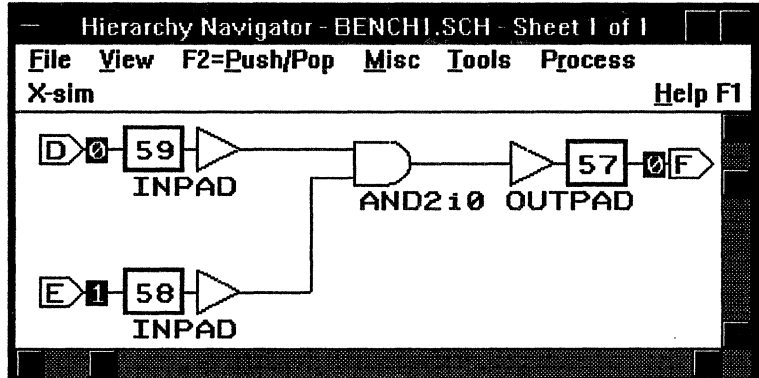 Hierarchy Navigator - BENCH1.SCH - Sheet 1 of 1
File View F2=Push/Pop Misc Tools Process
X-sim Help F1
D 0 59 57 0 F
INPAD AND2i0 OUTPAD
E 1 58
INPAD